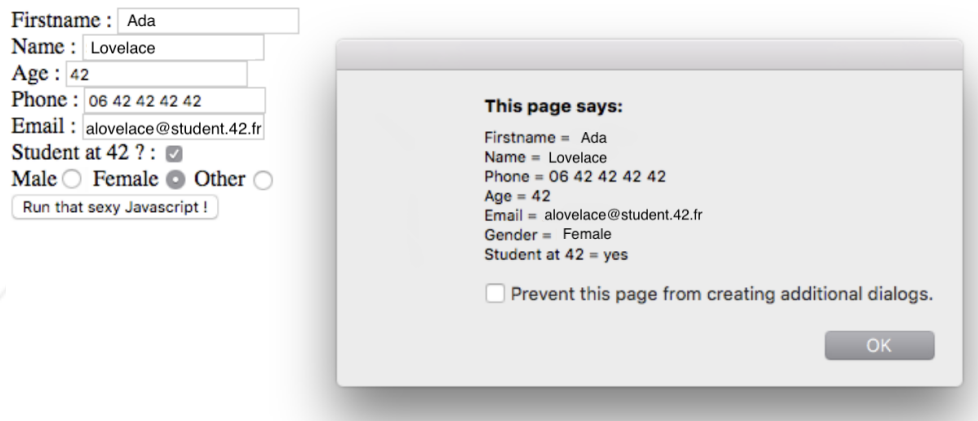 Firstname : Ada
Name : Lovelace
Age : 42
Phone : 06 42 42 42 42
Email : alovelace@student.42.fr
Student at 42 ? :
Male Female Other
Run that sexy Javascript !
This page says:
Firstname = Ada
Name = Lovelace
Phone = 06 42 42 42 42
Age = 42
Email = alovelace@student.42.fr
Gender = Female
Student at 42 = yes
Prevent this page from creating additional dialogs.
OK